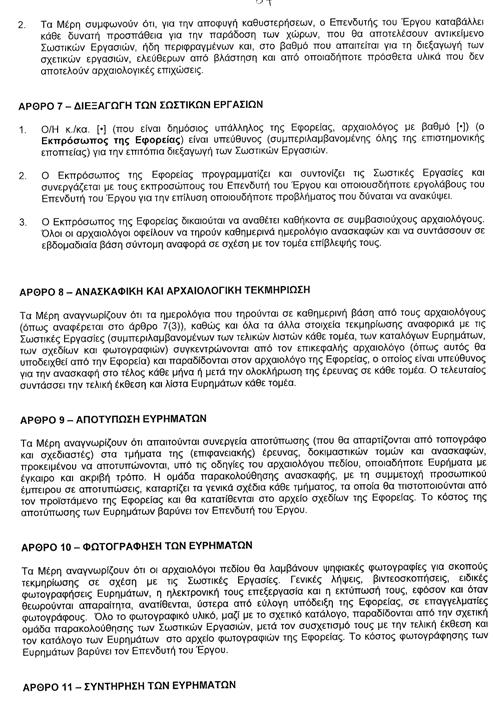 2. Τα Μέρη συμφωνούν ότι, για την αποφυγή καθυστερήσεων, ο Επενδυτής του Έργου καταβάλλει
κάθε δυνατή προσπάθεια για την παράδοση των χώρων, που θα αποτελέσουν αντικείμενο
Σωστικών Εργασιών, ήδη περιφραγμένων και, στο βαθμό που απαιτείται για τη διεξαγωγή των
σχετικών εργασιών, ελεύθερων από βλάστηση και από οποιαδήποτε πρόσθετα υλικά που δεν
αποτελούν αρχαιολογικές επιχώσεις.
ΑΡΘΡΟ 7 – ΔΙΕΞΑΓΩΓΗ ΤΩΝ ΣΩΣΤΙΚΩΝ ΕΡΓΑΣΙΩΝ
1. Ο/Η κ./κα. [•] (που είναι δημόσιος υπάλληλος της Εφορείας, αρχαιολόγος με βαθμό [•]) (ο
Εκπρόσωπος της Εφορείας) είναι υπεύθυνος (συμπεριλαμβανομένης όλης της επιστημονικής
εποπτείας) για την επιτόπια διεξαγωγή των Σωστικών Εργασιών.
2. Ο Εκπρόσωπος της Εφορείας προγραμματίζει και συντονίζει τις Σωστικές Εργασίες και
συνεργάζεται με τους εκπροσώπους του Επενδυτή του Έργου και οποιουσδήποτε εργολάβους του
Επενδυτή του Έργου για την επίλυση οποιουδήποτε προβλήματος που δύναται να ανακύψει.
3. Ο Εκπρόσωπος της Εφορείας δικαιούται να αναθέτει καθήκοντα σε συμβασιούχους αρχαιολόγους.
Όλοι οι αρχαιολόγοι οφείλουν να τηρούν καθημερινά ημερολόγιο ανασκαφών και να συντάσσουν σε
εβδομαδιαία βάση σύντομη αναφορά σε σχέση με τον τομέα επίβλεψής τους.
ΑΡΘΡΟ 8 – ΑΝΑΣΚΑΦΙΚΗ ΚΑΙ ΑΡΧΑΙΟΛΟΓΙΚΗ ΤΕΚΜΗΡΙΩΣΗ
Τα Μέρη αναγνωρίζουν ότι τα ημερολόγια που τηρούνται σε καθημερινή βάση από τους αρχαιολόγους
(όπως αναφέρεται στο άρθρο 7(3)), καθώς και όλα τα άλλα στοιχεία τεκμηρίωσης αναφορικά με τις
Σωστικές Εργασίες (συμπεριλαμβανομένων των τελικών λιστών κάθε τομέα, των καταλόγων Ευρημάτων,
των σχεδίων και φωτογραφιών) συγκεντρώνονται από τον επικεφαλής αρχαιολόγο (όπως αυτός θα
υποδειχθεί από την Εφορεία) και παραδίδονται στον αρχαιολόγο της Εφορείας, ο οποίος είναι υπεύθυνος
για την ανασκαφή στο τέλος κάθε μήνα ή μετά την ολοκλήρωση της έρευνας σε κάθε τομέα. Ο τελευταίος
συντάσσει την τελική έκθεση και λίστα Ευρημάτων κάθε τομέα.
ΑΡΘΡΟ 9 – ΑΠΟΤΥΠΩΣΗ ΕΥΡΗΜΑΤΩΝ
Τα Μέρη αναγνωρίζουν ότι απαιτούνται συνεργεία αποτύπωσης (που θα απαρτίζονται από τοπογράφο
και σχεδιαστές) στα τμήματα της (επιφανειακής) έρευνας, δοκιμαστικών τομών και ανασκαφών,
προκειμένου να αποτυπώνονται, υπό τις οδηγίες του αρχαιολόγου πεδίου, οποιαδήποτε Ευρήματα με
έγκαιρο και ακριβή τρόπο. Η ομάδα παρακολούθησης ανασκαφής, με τη συμμετοχή προσωπικού
έμπειρου σε αποτυπώσεις, καταρτίζει τα γενικά σχέδια κάθε τμήματος, τα οποία θα πιστοποιούνται από
τον προϊστάμενο της Εφορείας και θα κατατίθενται στο αρχείο σχεδίων της Εφορείας. Το κόστος της
αποτύπωσης των Ευρημάτων βαρύνει τον Επενδυτή του Έργου.
ΑΡΘΡΟ 10 – ΦΩΤΟΓΡΑΦΗΣΗ ΤΩΝ ΕΥΡΗΜΑΤΩΝ
Τα Μέρη αναγνωρίζουν ότι οι αρχαιολόγοι πεδίου θα λαμβάνουν ψηφιακές φωτογραφίες για σκοπούς
τεκμηρίωσης σε σχέση με τις Σωστικές Εργασίες. Γενικές λήψεις, βιντεοσκοπήσεις, ειδικές
φωτογραφήσεις Ευρημάτων, η ηλεκτρονική τους επεξεργασία και η εκτύπωσή τους, εφόσον και όταν
θεωρούνται απαραίτητα, ανατίθενται, ύστερα από εύλογη υπόδειξη της Εφορείας, σε επαγγελματίες
φωτογράφους. Όλο το φωτογραφικό υλικό, μαζί με το σχετικό κατάλογο, παραδίδονται από την σχετική
ομάδα παρακολούθησης των Σωστικών Εργασιών, μετά τον συσχετισμό τους με την τελική έκθεση και
τον κατάλογο των Ευρημάτων στο αρχείο φωτογραφιών της Εφορείας. Το κόστος φωτογράφησης των
Ευρημάτων βαρύνει τον Επενδυτή του Έργου.
ΑΡΘΡΟ 11 – ΣΥΝΤΗΡΗΣΗ ΤΩΝ ΕΥΡΗΜΑΤΩΝ